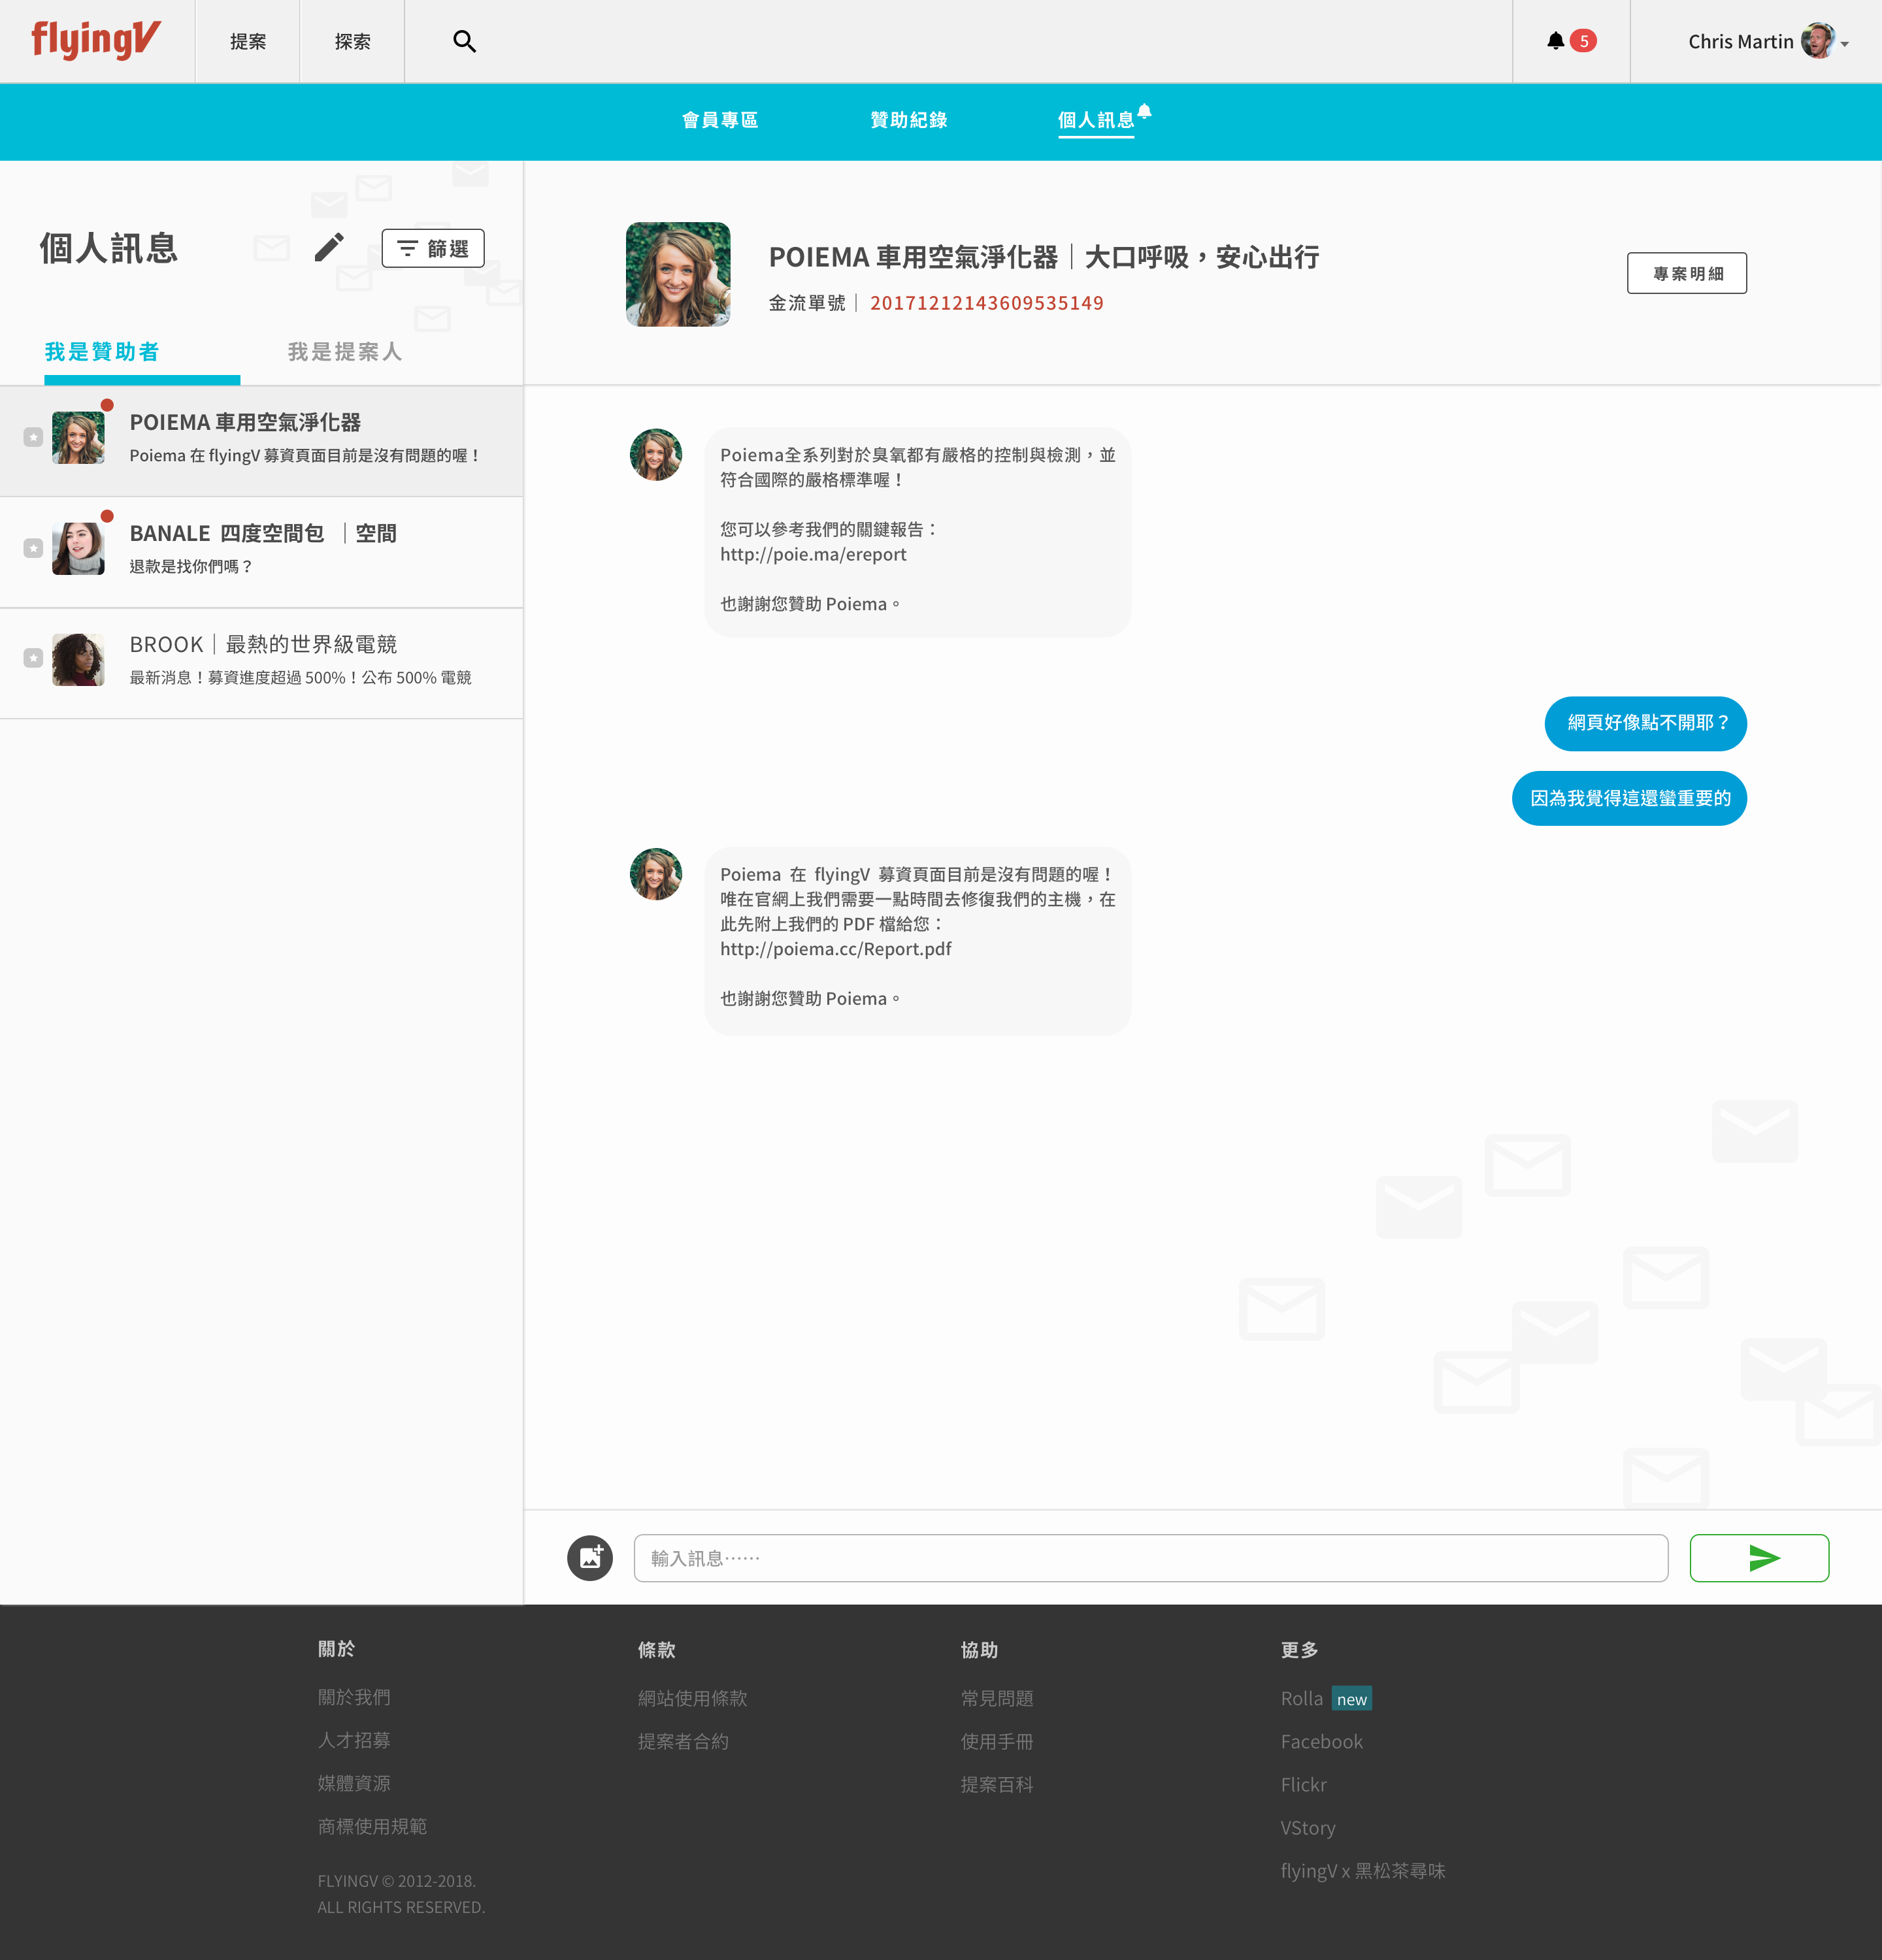 flyingV
提案
探索
5
Chris Martin
會員專區
贊助紀錄
個人訊息
個人訊息
篩選
我是贊助者
我是提案人
POIEMA 車用空氣淨化器
Poiema 在 flyingV 募資頁面目前是沒有問題的喔！
BANALE 四度空間包 ｜空間
退款是找你們嗎？
BROOK｜最熱的世界級電競
最新消息！募資進度超過 500%！公布 500% 電競
POIEMA 車用空氣淨化器｜大口呼吸，安心出行
金流單號｜ 20171212143609535149
專案明細
Poiema全系列對於臭氧都有嚴格的控制與檢測，並
符合國際的嚴格標準喔！
您可以參考我們的關鍵報告：
http://poie.ma/ereport
也謝謝您贊助 Poiema。
網頁好像點不開耶？
因為我覺得這還蠻重要的
Poiema 在 flyingV 募資頁面目前是沒有問題的喔！
唯在官網上我們需要一點時間去修復我們的主機，在
此先附上我們的 PDF 檔給您：
http://poiema.cc/Report.pdf
也謝謝您贊助 Poiema。
輸入訊息……
關於
關於我們
人才招募
媒體資源
商標使用規範
FLYINGV © 2012-2018.
ALL RIGHTS RESERVED.
條款
網站使用條款
提案者合約
協助
常見問題
使用手冊
提案百科
更多
Rolla new
Facebook
Flickr
VStory
flyingV x 黑松茶尋味